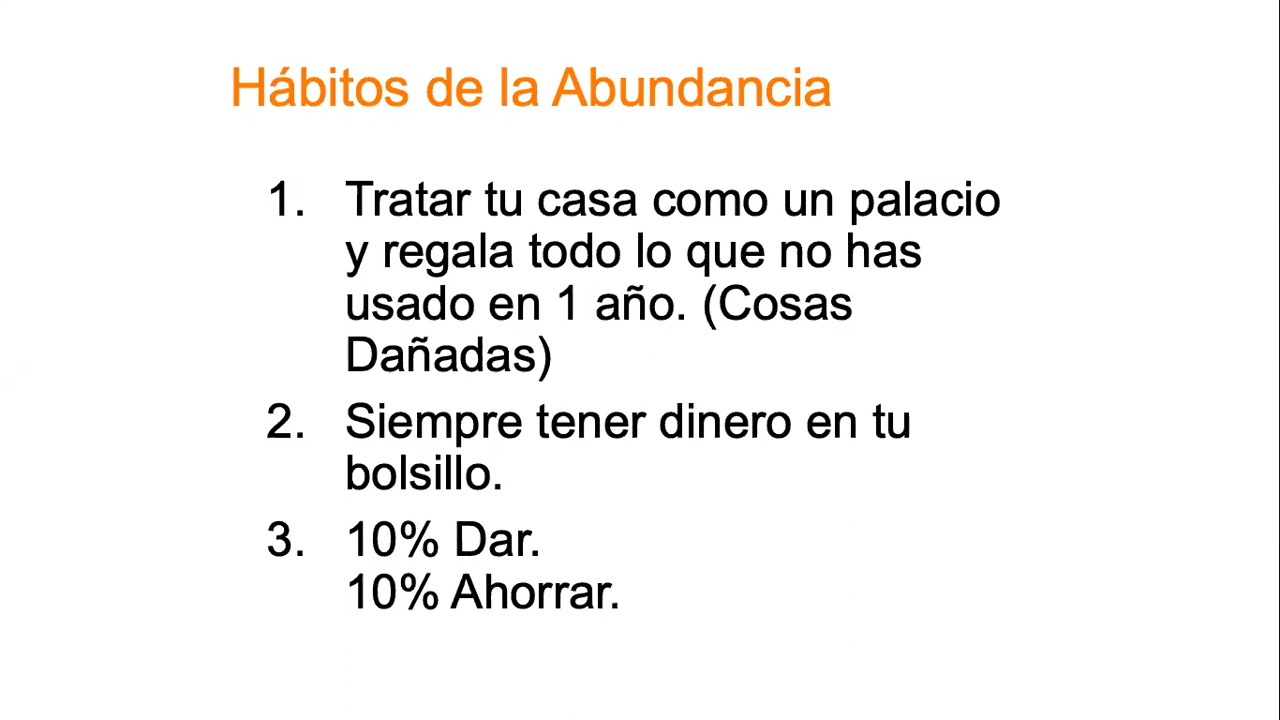 Hábitos de la Abundancia
1. Tratar tu casa como un palacio
y regala todo lo que no has
usado en 1 año. (Cosas
Dañadas)
2. Siempre tener dinero en tu
bolsillo.
3. 10% Dar.
10% Ahorrar.